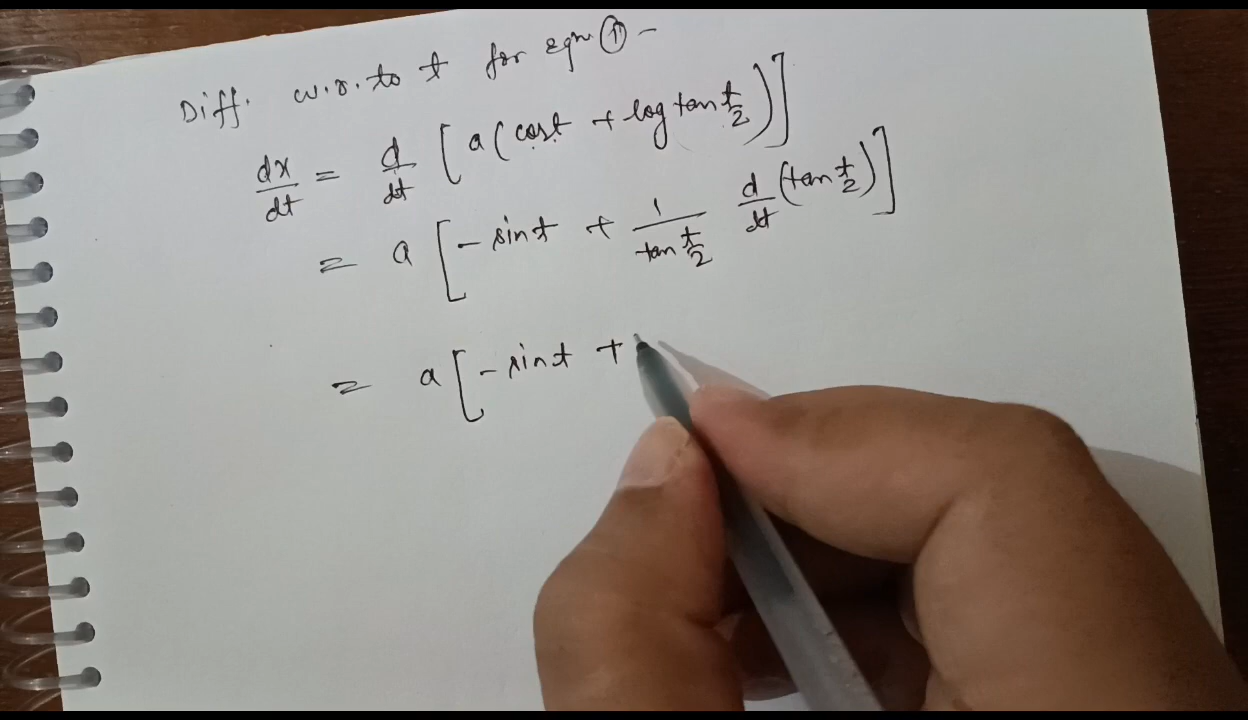 Diff. w.r.to t for eqn. ① -
dx/dt = d/dt [a(cost + log tan t/2)]
= a [- sint + 1/tan t/2 d/dt (tan t/2)]
= a [- sint +